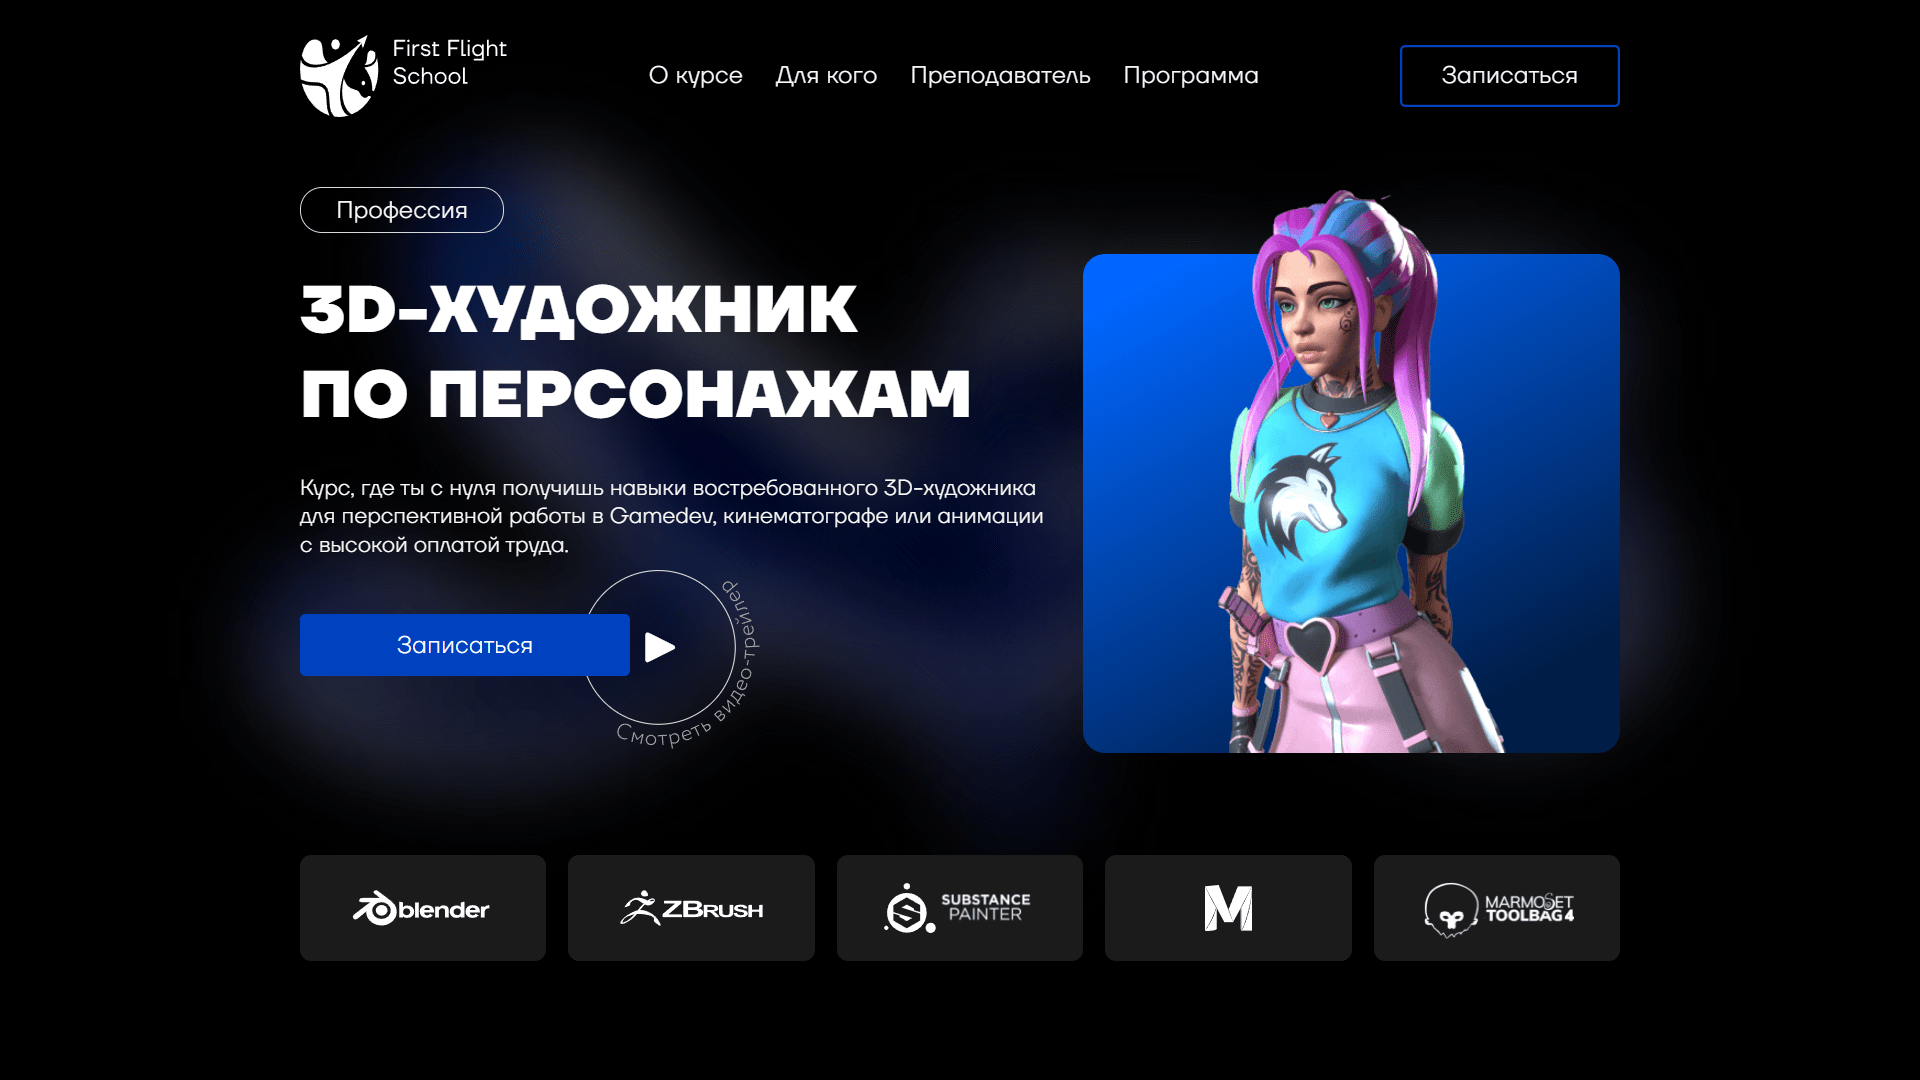 First Flight
School
О курсе
Для кого
Преподаватель
Программа
Записаться
Профессия
3D-ХУДОЖНИК
ПО ПЕРСОНАЖАМ
Курс, где ты с нуля получишь навыки востребованного 3D-художника
для перспективной работы в Gamedev, кинематографе или анимации
с высокой оплатой труда.
Записаться
Смотреть видео-трейлер
blender
ZBRUSH
SUBSTANCE
PAINTER
M
MARMOSET
TOOLBAG 4